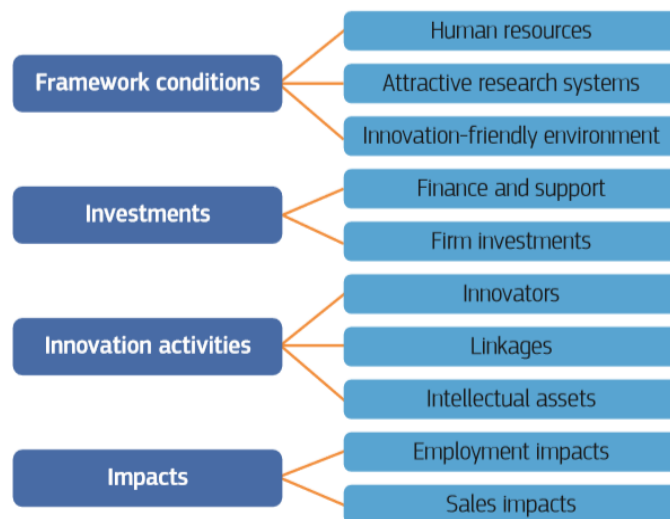 Framework conditions
Human resources
Attractive research systems
Innovation-friendly environment
Investments
Finance and support
Firm investments
Innovation activities
Innovators
Linkages
Intellectual assets
Impacts
Employment impacts
Sales impacts